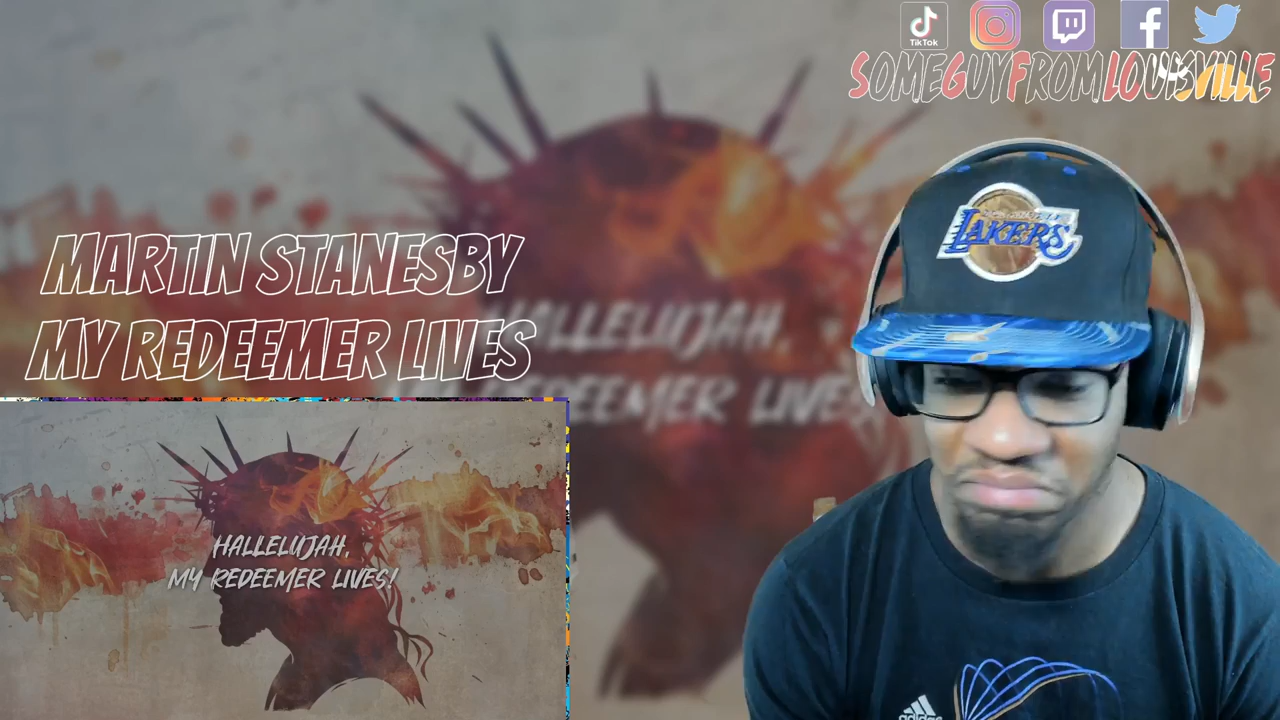 TikTok
SOMEGUYFROMLOUISVILLE
MARTIN STANESBY
MY REDEEMER LIVES
HALLELUJAH,
REDEEMER LIVES
LAKERS
HALLELUJAH,
MY REDEEMER LIVES!
adidas